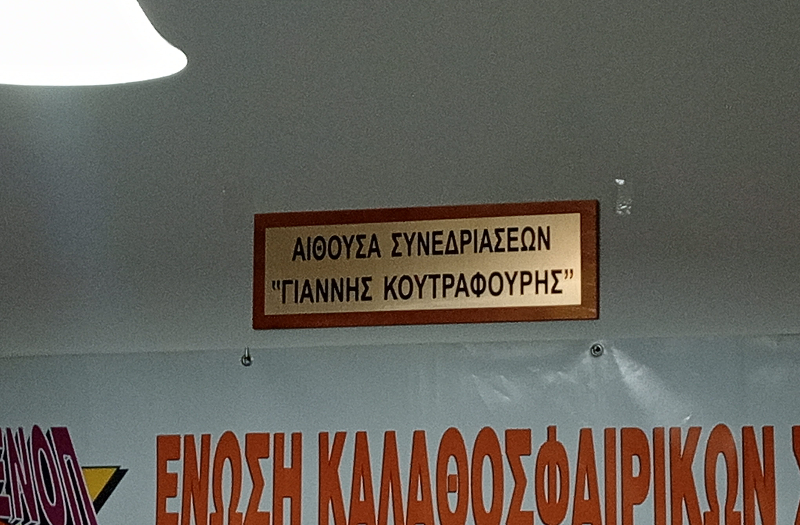 ΑΙΘΟΥΣΑ ΣΥΝΕΔΡΙΑΣΕΩΝ
"ΓΙΑΝΝΗΣ ΚΟΥΤΡΑΦΟΥΡΗΣ”
ΕΝΩΣΗ ΚΑΛΑΘΟΣΦΑΙΡΙΚΩΝ Σ